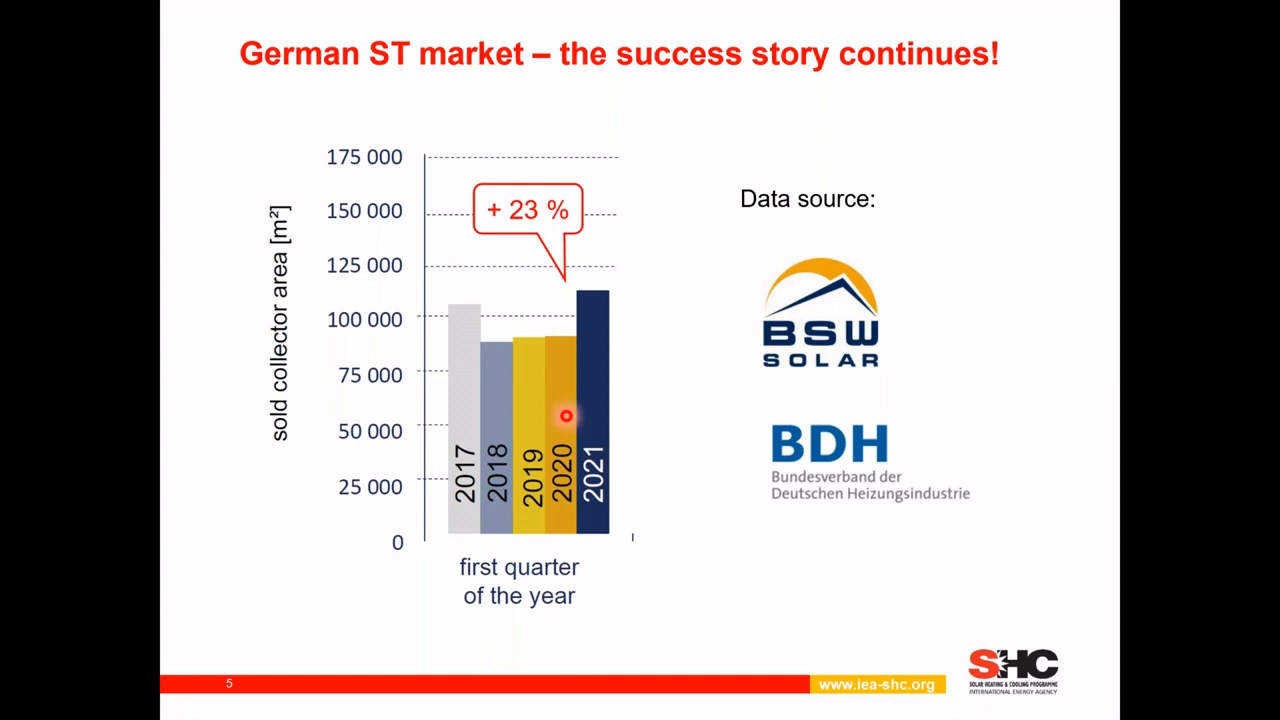 German ST market – the success story continues!
175 000
150 000
125 000
100 000
75 000
50 000
25 000
0
sold collector area [m²]
+ 23 %
2017
2018
2019
2020
2021
first quarter
of the year
Data source:
BSW
SOLAR
BDH
Bundesverband der
Deutschen Heizungsindustrie
5
www.iea-shc.org
SHC
SOLAR HEATING & COOLING PROGRAMME
INTERNATIONAL ENERGY AGENCY